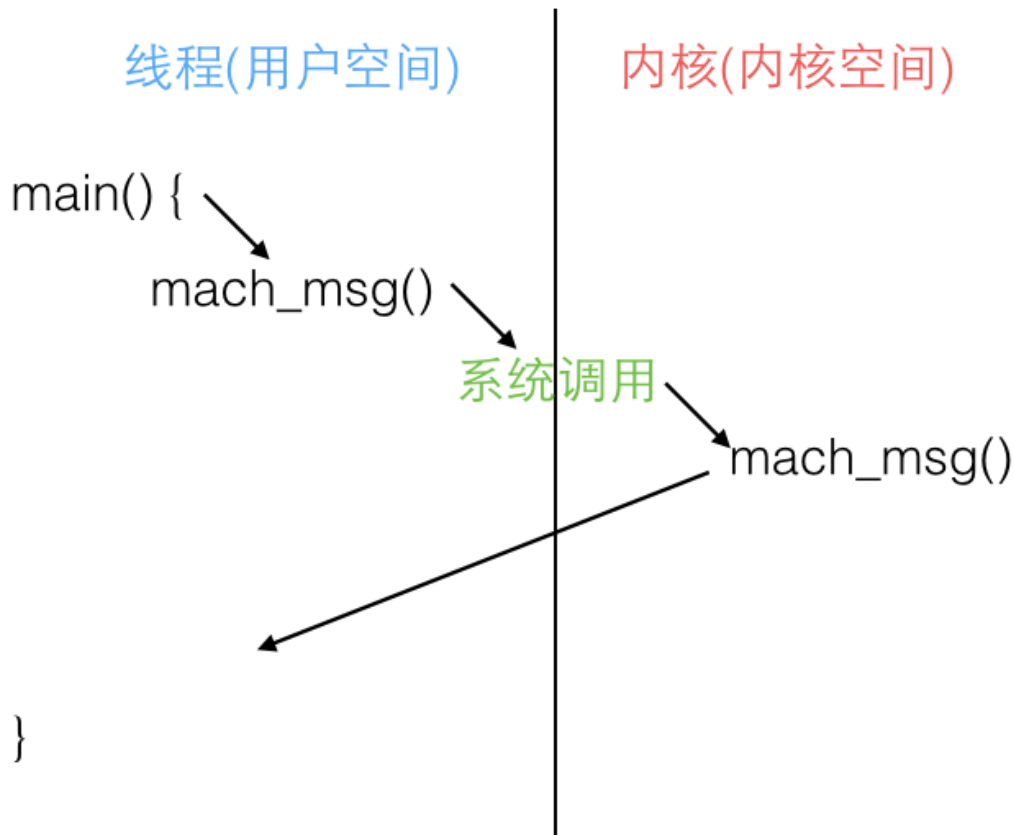 线程(用户空间)
内核(内核空间)
main() {
mach_msg()
系统调用
mach_msg()
}